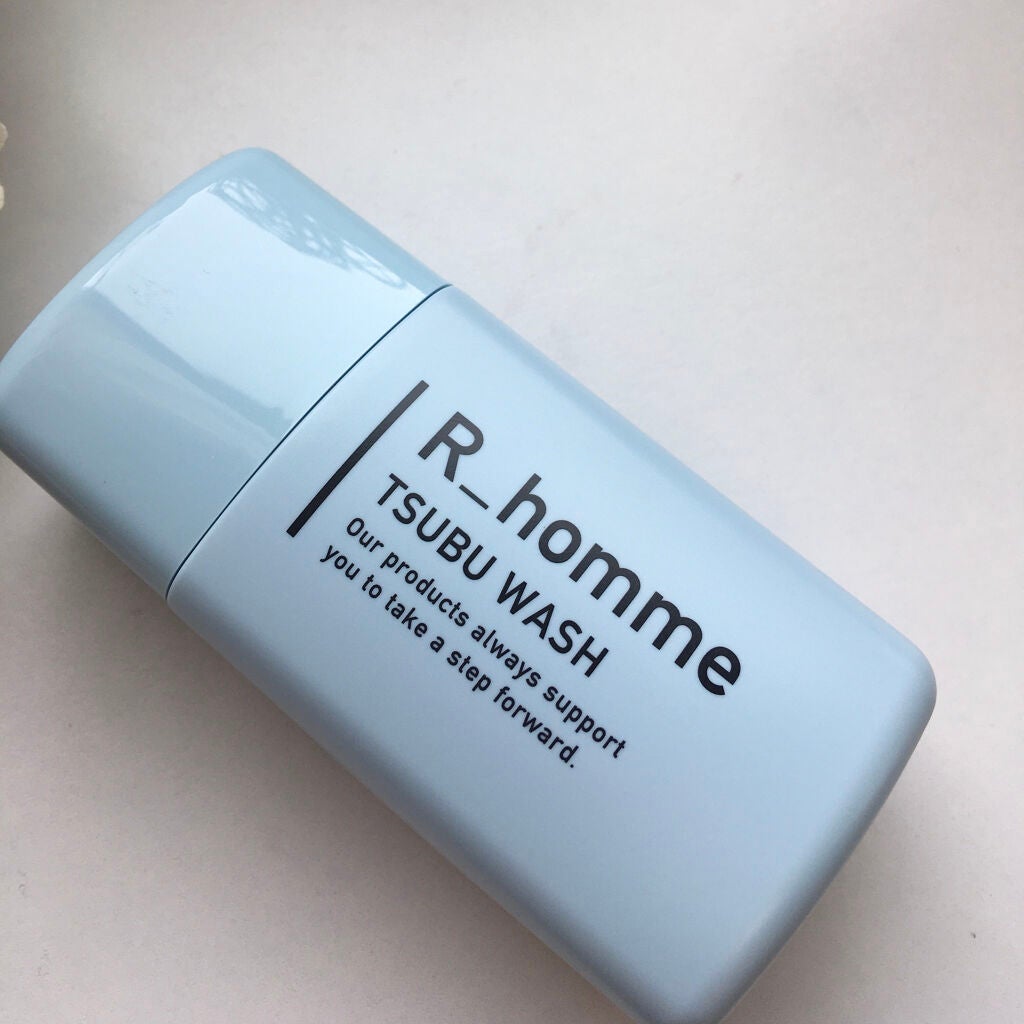 R_homme
TSUBU WASH
Our products always support
you to take a step forward.